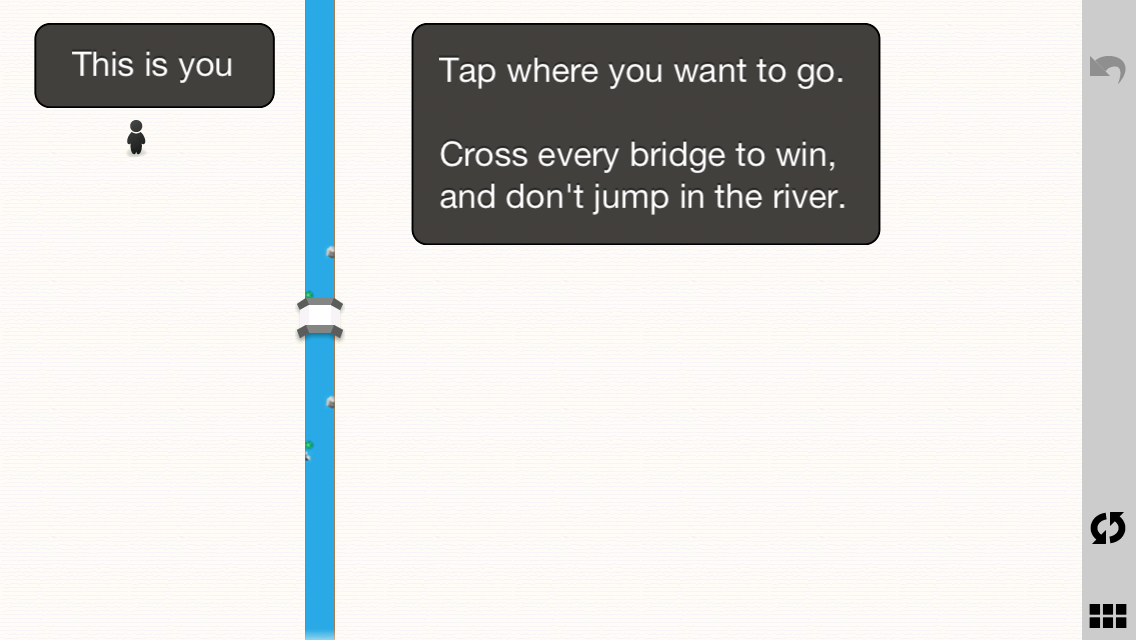 This is you
Tap where you want to go.
Cross every bridge to win,
and don't jump in the river.